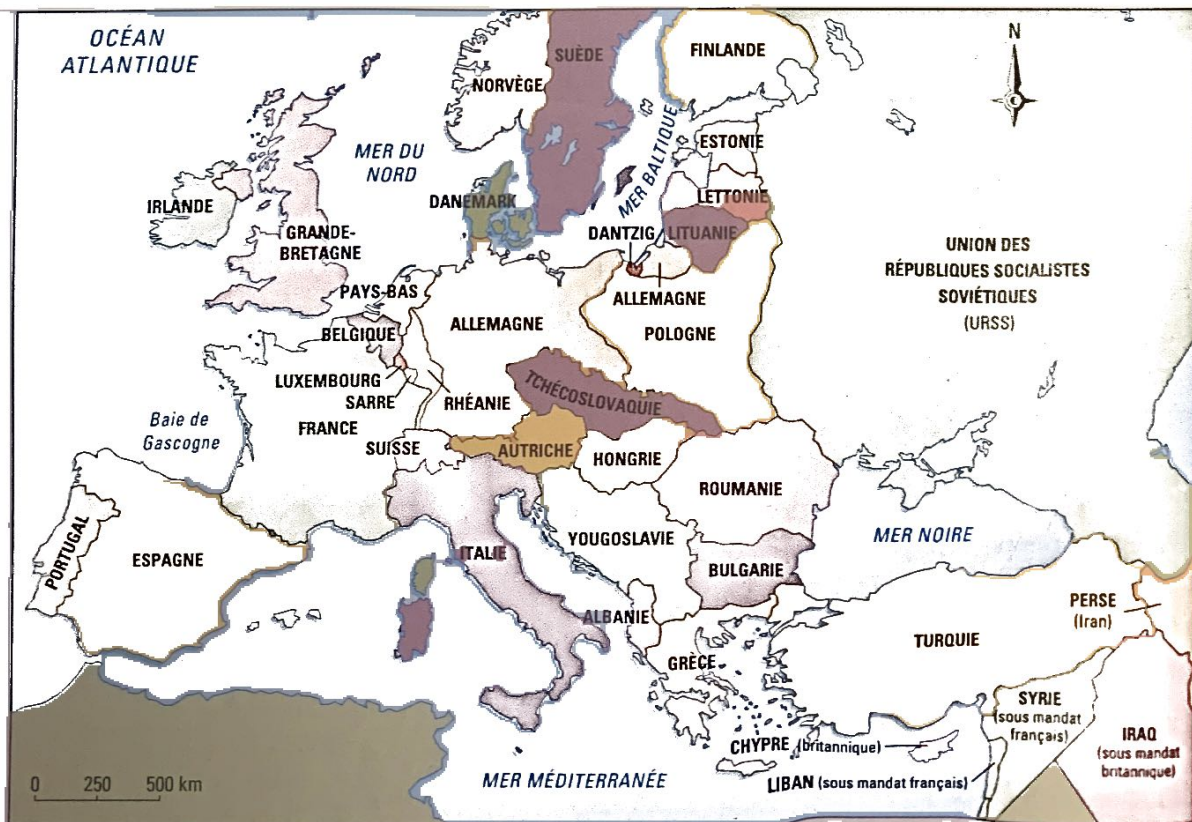 OCÉAN
ATLANTIQUE
SUÈDE
FINLANDE
N
NORVÈGE
MER DU
NORD
ESTONIE
MER BALTIQUE
LETTONIE
DANEMARK
IRLANDE
GRANDE-
BRETAGNE
DANTZIG
LITUANIE
UNION DES
RÉPUBLIQUES SOCIALISTES
SOVIÉTIQUES
(URSS)
PAYS-BAS
ALLEMAGNE
ALLEMAGNE
POLOGNE
BELGIQUE
LUXEMBOURG
SARRE
RHÉANIE
TCHÉCOSLOVAQUIE
Baie de
Gascogne
FRANCE
SUISSE
AUTRICHE
HONGRIE
ROUMANIE
PORTUGAL
ESPAGNE
ITALIE
YOUGOSLAVIE
MER NOIRE
BULGARIE
ALBANIE
PERSE
(Iran)
TURQUIE
GRÈCE
SYRIE
(sous mandat
français)
IRAQ
(sous mandat
britannique)
CHYPRE (britannique)
LIBAN (sous mandat français)
MER MÉDITERRANÉE
0 250 500 km